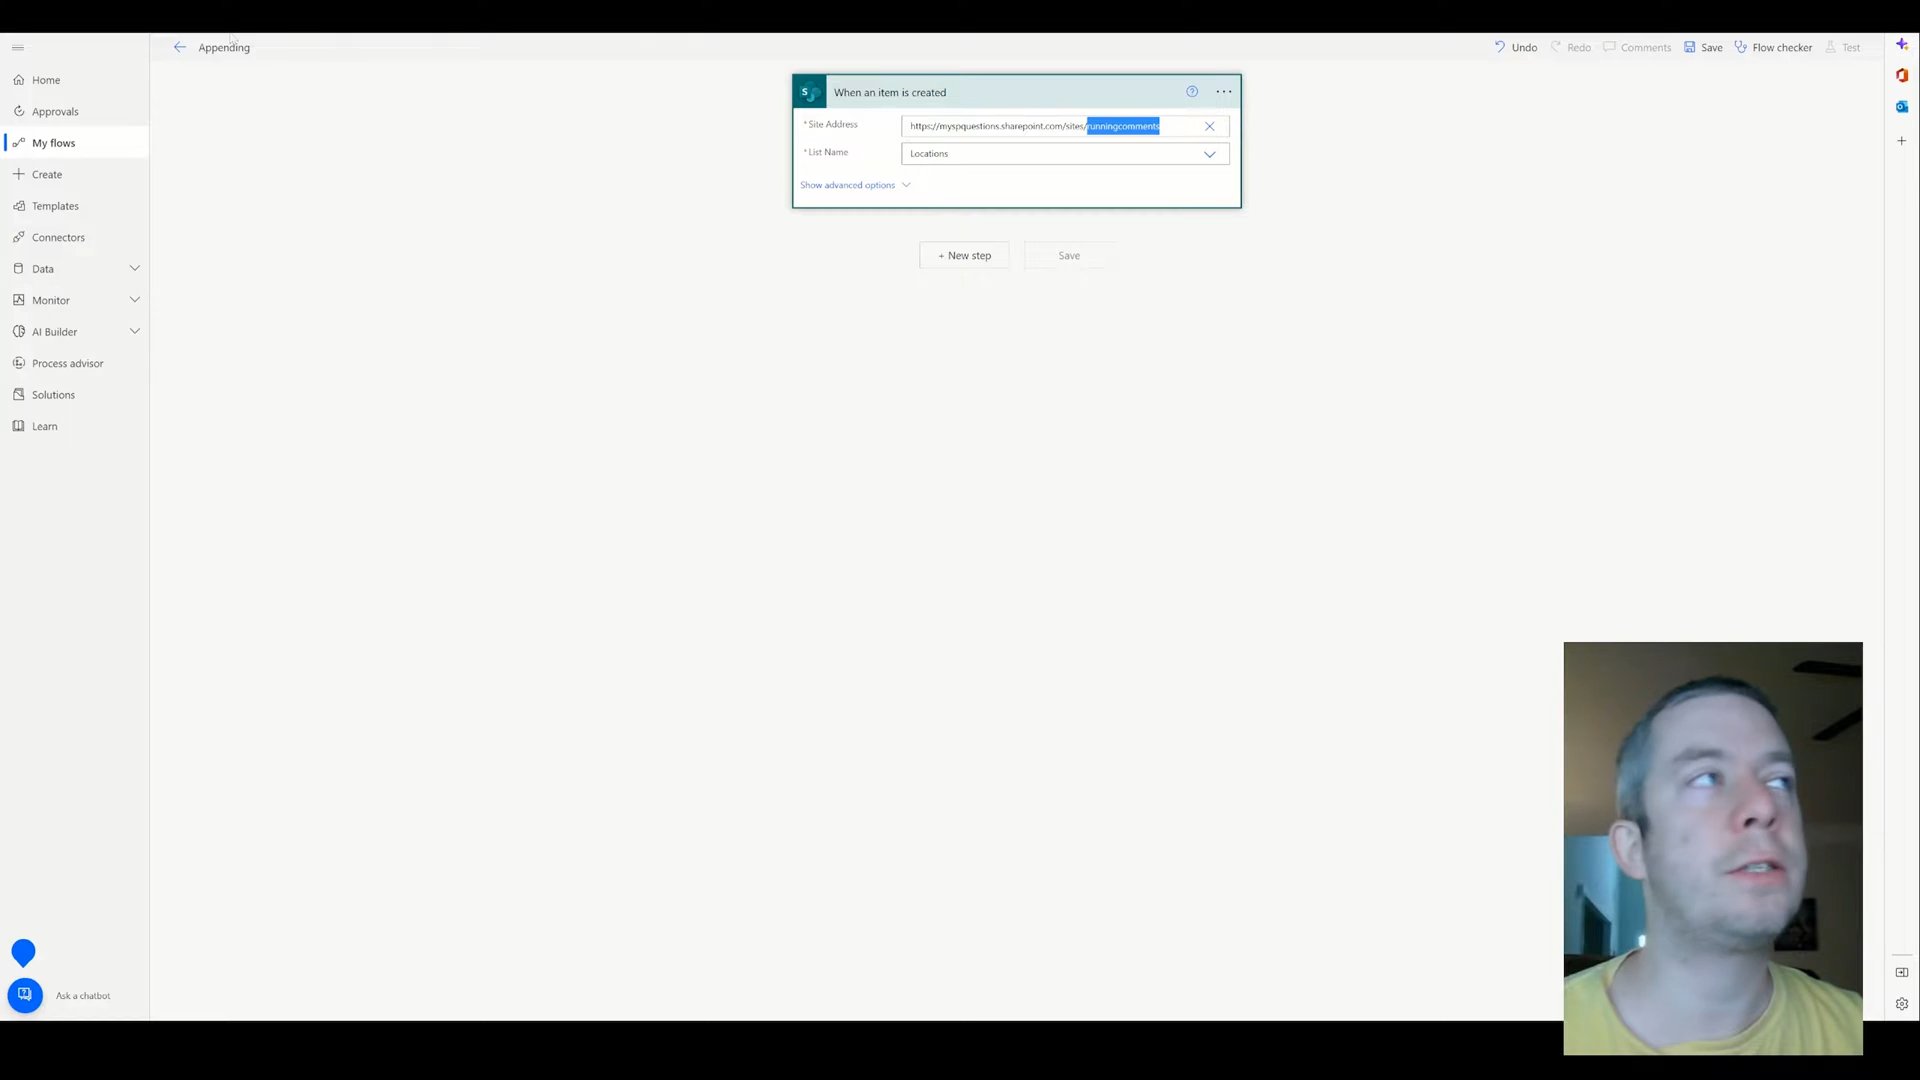 Appending
Undo
Redo
Comments
Save
Flow checker
Test
Home
Approvals
My flows
Create
Templates
Connectors
Data
Monitor
AI Builder
Process advisor
Solutions
Learn
S
When an item is created
* Site Address
https://myspquestions.sharepoint.com/sites/runningcomments
* List Name
Locations
Show advanced options
+ New step
Save
Ask a chatbot